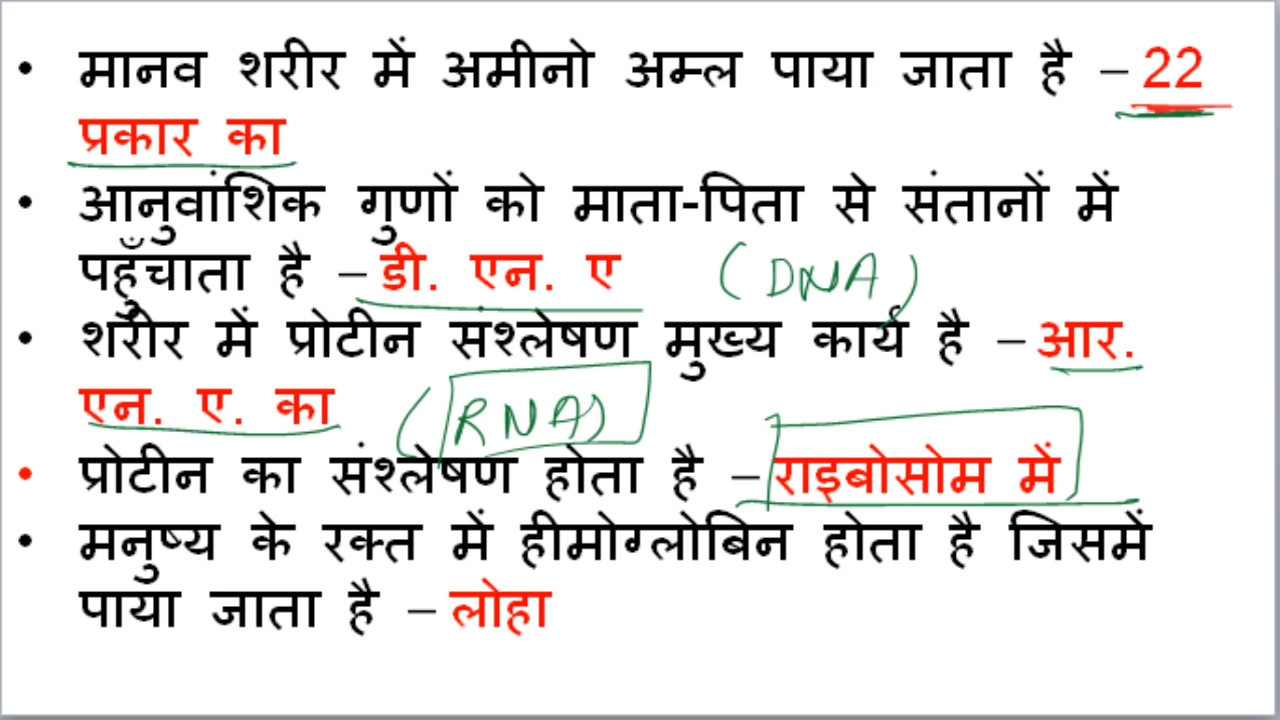 • मानव शरीर में अमीनो अम्ल पाया जाता है – 22
प्रकार का
• आनुवांशिक गुणों को माता-पिता से संतानों में
पहुँचाता है – डी. एन. ए (DNA)
• शरीर में प्रोटीन संश्लेषण मुख्य कार्य है – आर.
एन. ए. का (RNA)
• प्रोटीन का संश्लेषण होता है – राइबोसोम में
• मनुष्य के रक्त में हीमोग्लोबिन होता है जिसमें
पाया जाता है – लोहा